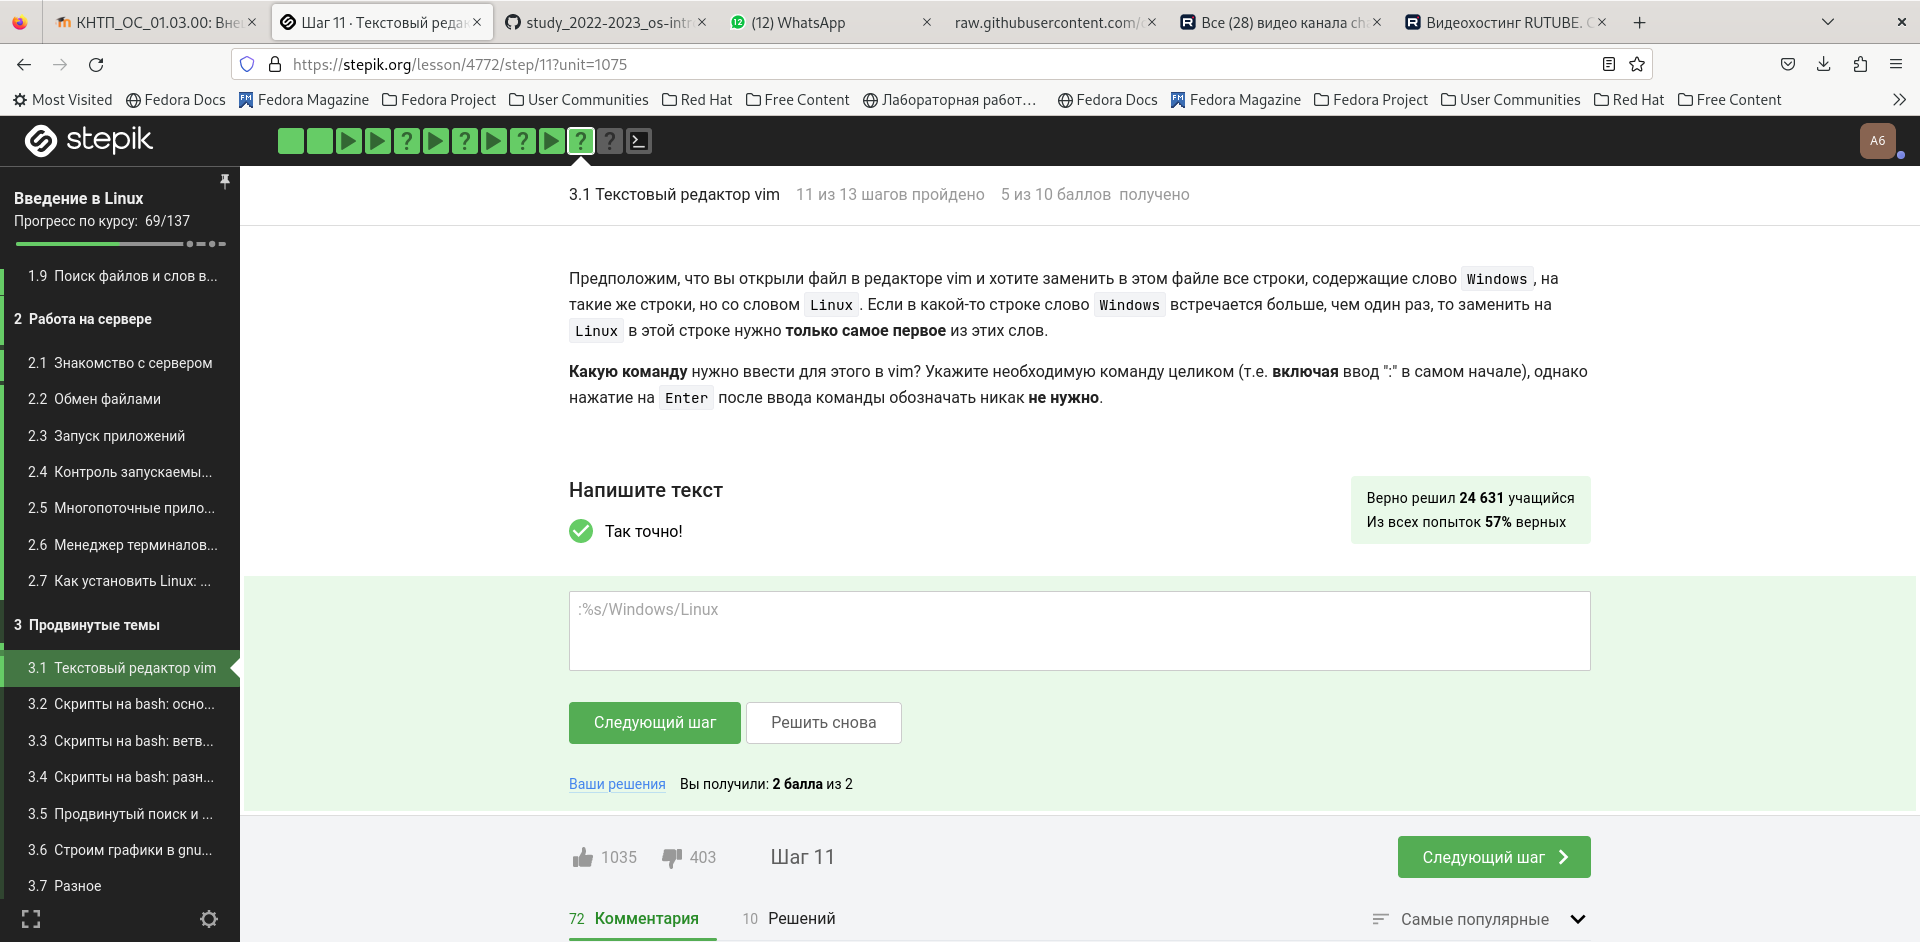 КНТП_ОС_01.03.00: Вне
Шаг 11 · Текстовый реда
study_2022-2023_os-intr
(12) WhatsApp
raw.githubusercontent.com/
Все (28) видео канала cha
Видеохостинг RUTUBE. С
https://stepik.org/lesson/4772/step/11?unit=1075
Most Visited Fedora Docs Fedora Magazine Fedora Project User Communities Red Hat Free Content Лабораторная работ… Fedora Docs Fedora Magazine Fedora Project User Communities Red Hat Free Content
stepik
А6
Введение в Linux
Прогресс по курсу: 69/137
1.9 Поиск файлов и слов в...
2 Работа на сервере
2.1 Знакомство с сервером
2.2 Обмен файлами
2.3 Запуск приложений
2.4 Контроль запускаемы...
2.5 Многопоточные прило...
2.6 Менеджер терминалов...
2.7 Как установить Linux: ...
3 Продвинутые темы
3.1 Текстовый редактор vim
3.2 Скрипты на bash: осно...
3.3 Скрипты на bash: ветв...
3.4 Скрипты на bash: разн...
3.5 Продвинутый поиск и ...
3.6 Строим графики в gnu...
3.7 Разное
3.1 Текстовый редактор vim 11 из 13 шагов пройдено 5 из 10 баллов получено
Предположим, что вы открыли файл в редакторе vim и хотите заменить в этом файле все строки, содержащие слово Windows, на
такие же строки, но со словом Linux. Если в какой-то строке слово Windows встречается больше, чем один раз, то заменить на
Linux в этой строке нужно только самое первое из этих слов.
Какую команду нужно ввести для этого в vim? Укажите необходимую команду целиком (т.е. включая ввод ":" в самом начале), однако
нажатие на Enter после ввода команды обозначать никак не нужно.
Напишите текст
Так точно!
Верно решил 24 631 учащийся
Из всех попыток 57% верных
:%s/Windows/Linux
Следующий шаг Решить снова
Ваши решения Вы получили: 2 балла из 2
1035 403 Шаг 11 Следующий шаг
72 Комментария 10 Решений Самые популярные